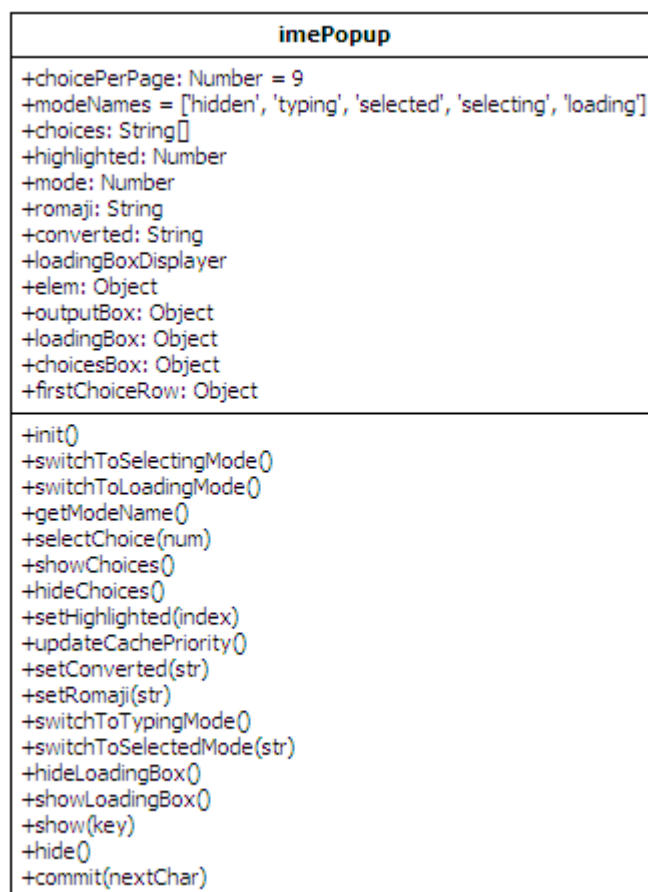 imePopup
+choicePerPage: Number = 9
+modeNames = ['hidden', 'typing', 'selected', 'selecting', 'loading']
+choices: String[]
+highlighted: Number
+mode: Number
+romaji: String
+converted: String
+loadingBoxDisplayer
+elem: Object
+outputBox: Object
+loadingBox: Object
+choicesBox: Object
+firstChoiceRow: Object
+init()
+switchToSelectingMode()
+switchToLoadingMode()
+getModeName()
+selectChoice(num)
+showChoices()
+hideChoices()
+setHighlighted(index)
+updateCachePriority()
+setConverted(str)
+setRomaji(str)
+switchToTypingMode()
+switchToSelectedMode(str)
+hideLoadingBox()
+showLoadingBox()
+show(key)
+hide()
+commit(nextChar)